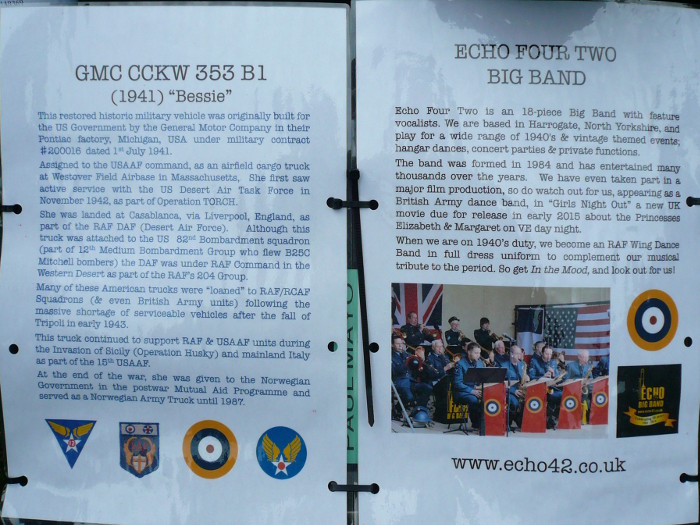 GMC CCKW 353 B1
(1941) “Bessie”
This restored historic military vehicle was originally built for
the US Government by the General Motor Company in their
Pontiac factory, Michigan, USA under military contract
#200016 dated 1st July 1941.
Assigned to the USAAF command, as an airfield cargo truck
at Westover Field Airbase in Massachusetts, She first saw
active service with the US Desert Air Task Force in
November 1942, as part of Operation TORCH.
She was landed at Casablanca, via Liverpool, England, as
part of the RAF DAF (Desert Air Force). Although this
truck was attached to the US 82nd Bombardment squadron
(part of 12th Medium Bombardment Group who flew B25C
Mitchell bombers) the DAF was under RAF Command in the
Western Desert as part of the RAF's 204 Group.
Many of these American trucks were “loaned” to RAF/RCAF
Squadrons (& even British Army units) following the
massive shortage of serviceable vehicles after the fall of
Tripoli in early 1943.
This truck continued to support RAF & USAAF units during
the Invasion of Sicily (Operation Husky) and mainland Italy
as part of the 15th USAAF.
At the end of the war, she was given to the Norwegian
Government in the postwar Mutual Aid Programme and
served as a Norwegian Army Truck until 1987.
PAUL MAYO
ECHO FOUR TWO
BIG BAND
Echo Four Two is an 18-piece Big Band with feature
vocalists. We are based in Harrogate, North Yorkshire, and
play for a wide range of 1940's & vintage themed events;
hangar dances, concert parties & private functions.
The band was formed in 1984 and has entertained many
thousands over the years. We have even taken part in a
major film production, so do watch out for us, appearing as a
British Army dance band, in “Girls Night Out” a new UK
movie due for release in early 2015 about the Princesses
Elizabeth & Margaret on VE day night.
When we are on 1940's duty, we become an RAF Wing Dance
Band in full dress uniform to complement our musical
tribute to the period. So get In the Mood, and look out for us!
ECHO
BIG BAND
www.echo42.co.uk